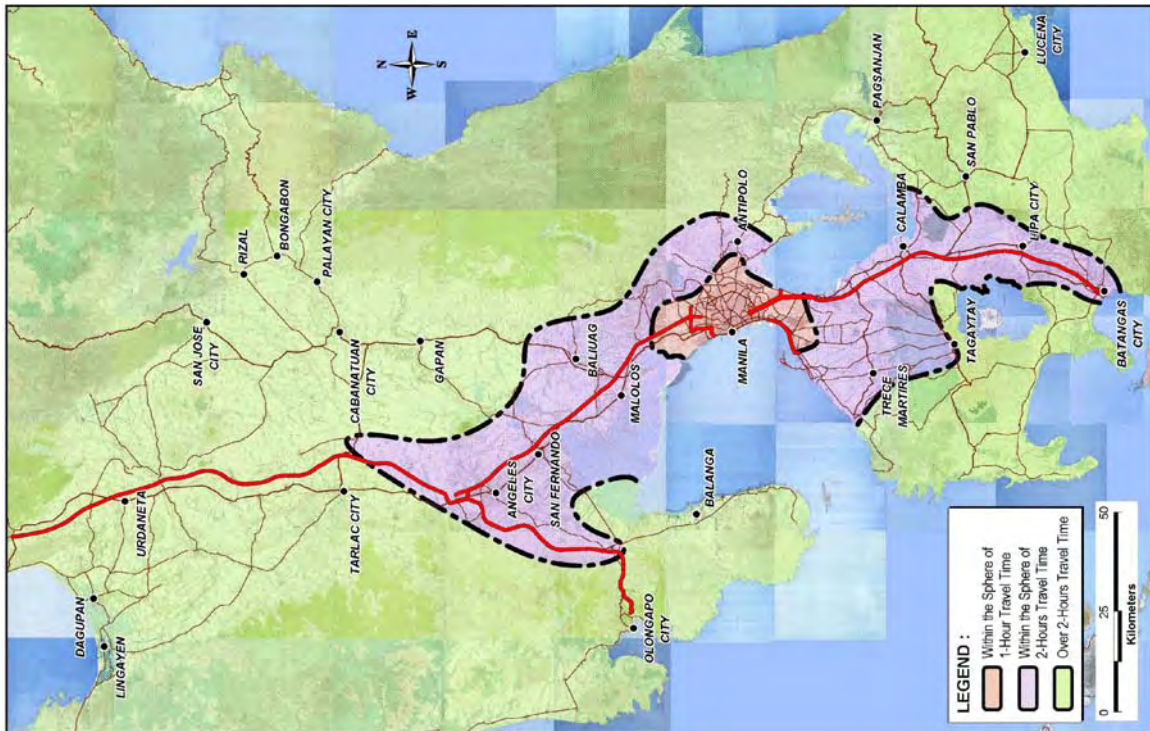 N
W
E
S
RIZAL
BONGABON
PALAYAN CITY
SAN JOSE
CITY
CABANATUAN
CITY
GAPAN
URDANETA
DAGUPAN
LINGAYEN
TARLAC CITY
ANGELES
CITY
SAN FERNANDO
BALIUAG
MALOLOS
OLONGAPO
CITY
BALANGA
MANILA
ANTIPOLO
PAGSANJAN
LUCENA
CITY
SAN PABLO
CALAMBA
LIPA CITY
TRECE
MARTIRES
TAGAYTAY
BATANGAS
CITY
LEGEND :
Within the Sphere of
1-Hour Travel Time
Within the Sphere of
2-Hours Travel Time
Over 2-Hours Travel Time
0
25
50
Kilometers